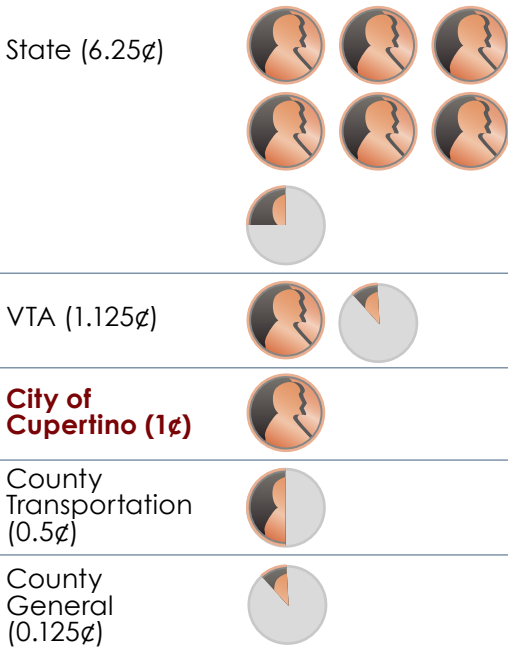 State (6.25¢)
VTA (1.125¢)
City of
Cupertino (1¢)
County
Transportation
(0.5¢)
County
General
(0.125¢)